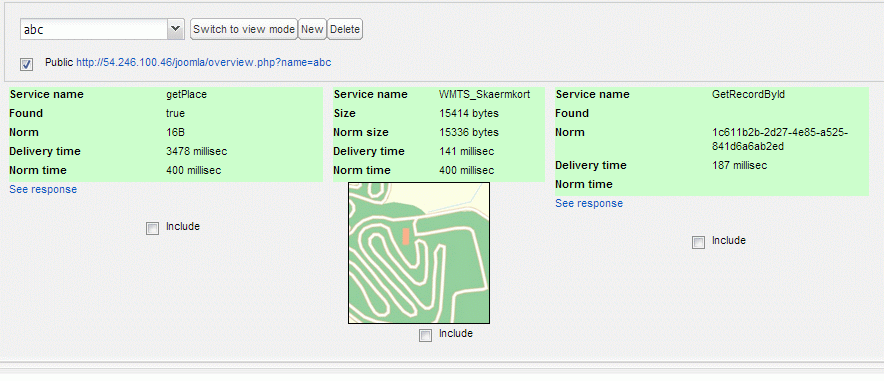 abc Switch to view mode New Delete
Public http://54.246.100.46/joomla/overview.php?name=abc
Service name getPlace
Found true
Norm 16B
Delivery time 3478 millisec
Norm time 400 millisec
See response
Include
Service name WMTS_Skaermkort
Size 15414 bytes
Norm size 15336 bytes
Delivery time 141 millisec
Norm time 400 millisec
Include
Service name GetRecordById
Found
Norm 1c611b2b-2d27-4e85-a525-
841d6a6ab2ed
Delivery time 187 millisec
Norm time
See response
Include